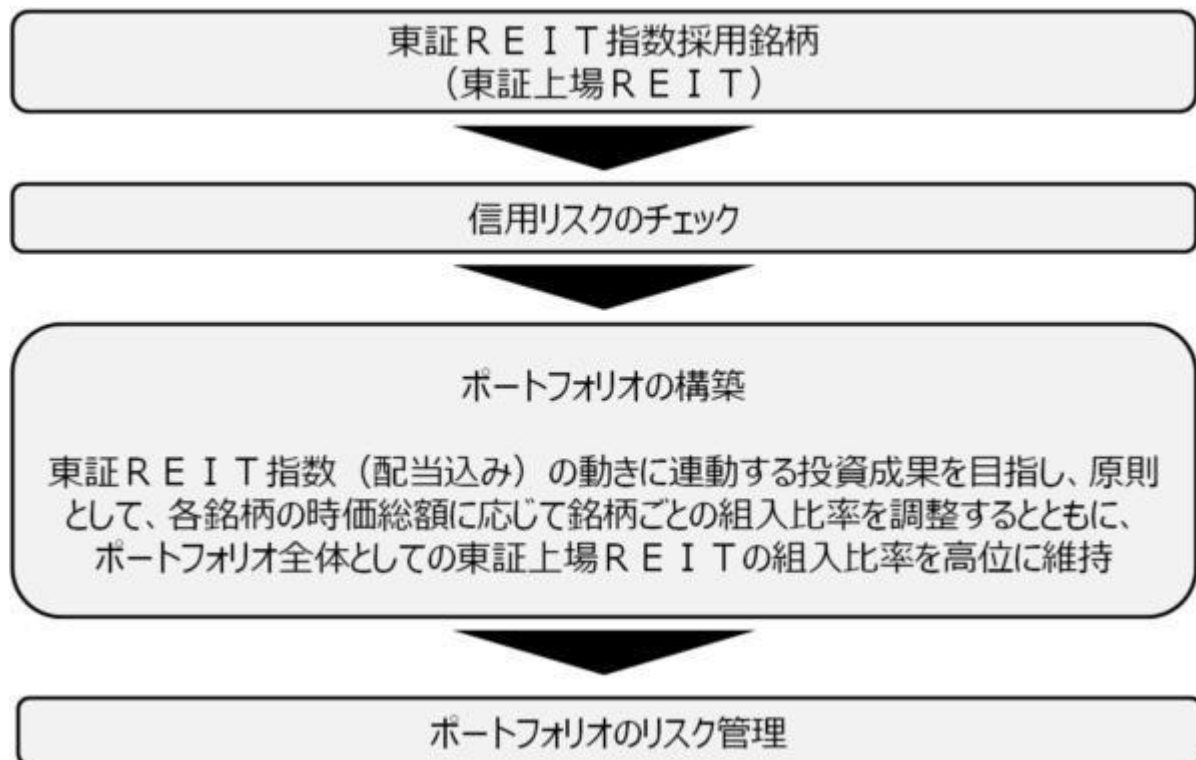 東証ＲＥＩＴ指数採用銘柄
（東証上場ＲＥＩＴ）
信用リスクのチェック
ポートフォリオの構築
東証ＲＥＩＴ指数（配当込み）の動きに連動する投資成果を目指し、原則
として、各銘柄の時価総額に応じて銘柄ごとの組入比率を調整するとともに、
ポートフォリオ全体としての東証上場ＲＥＩＴの組入比率を高位に維持
ポートフォリオのリスク管理